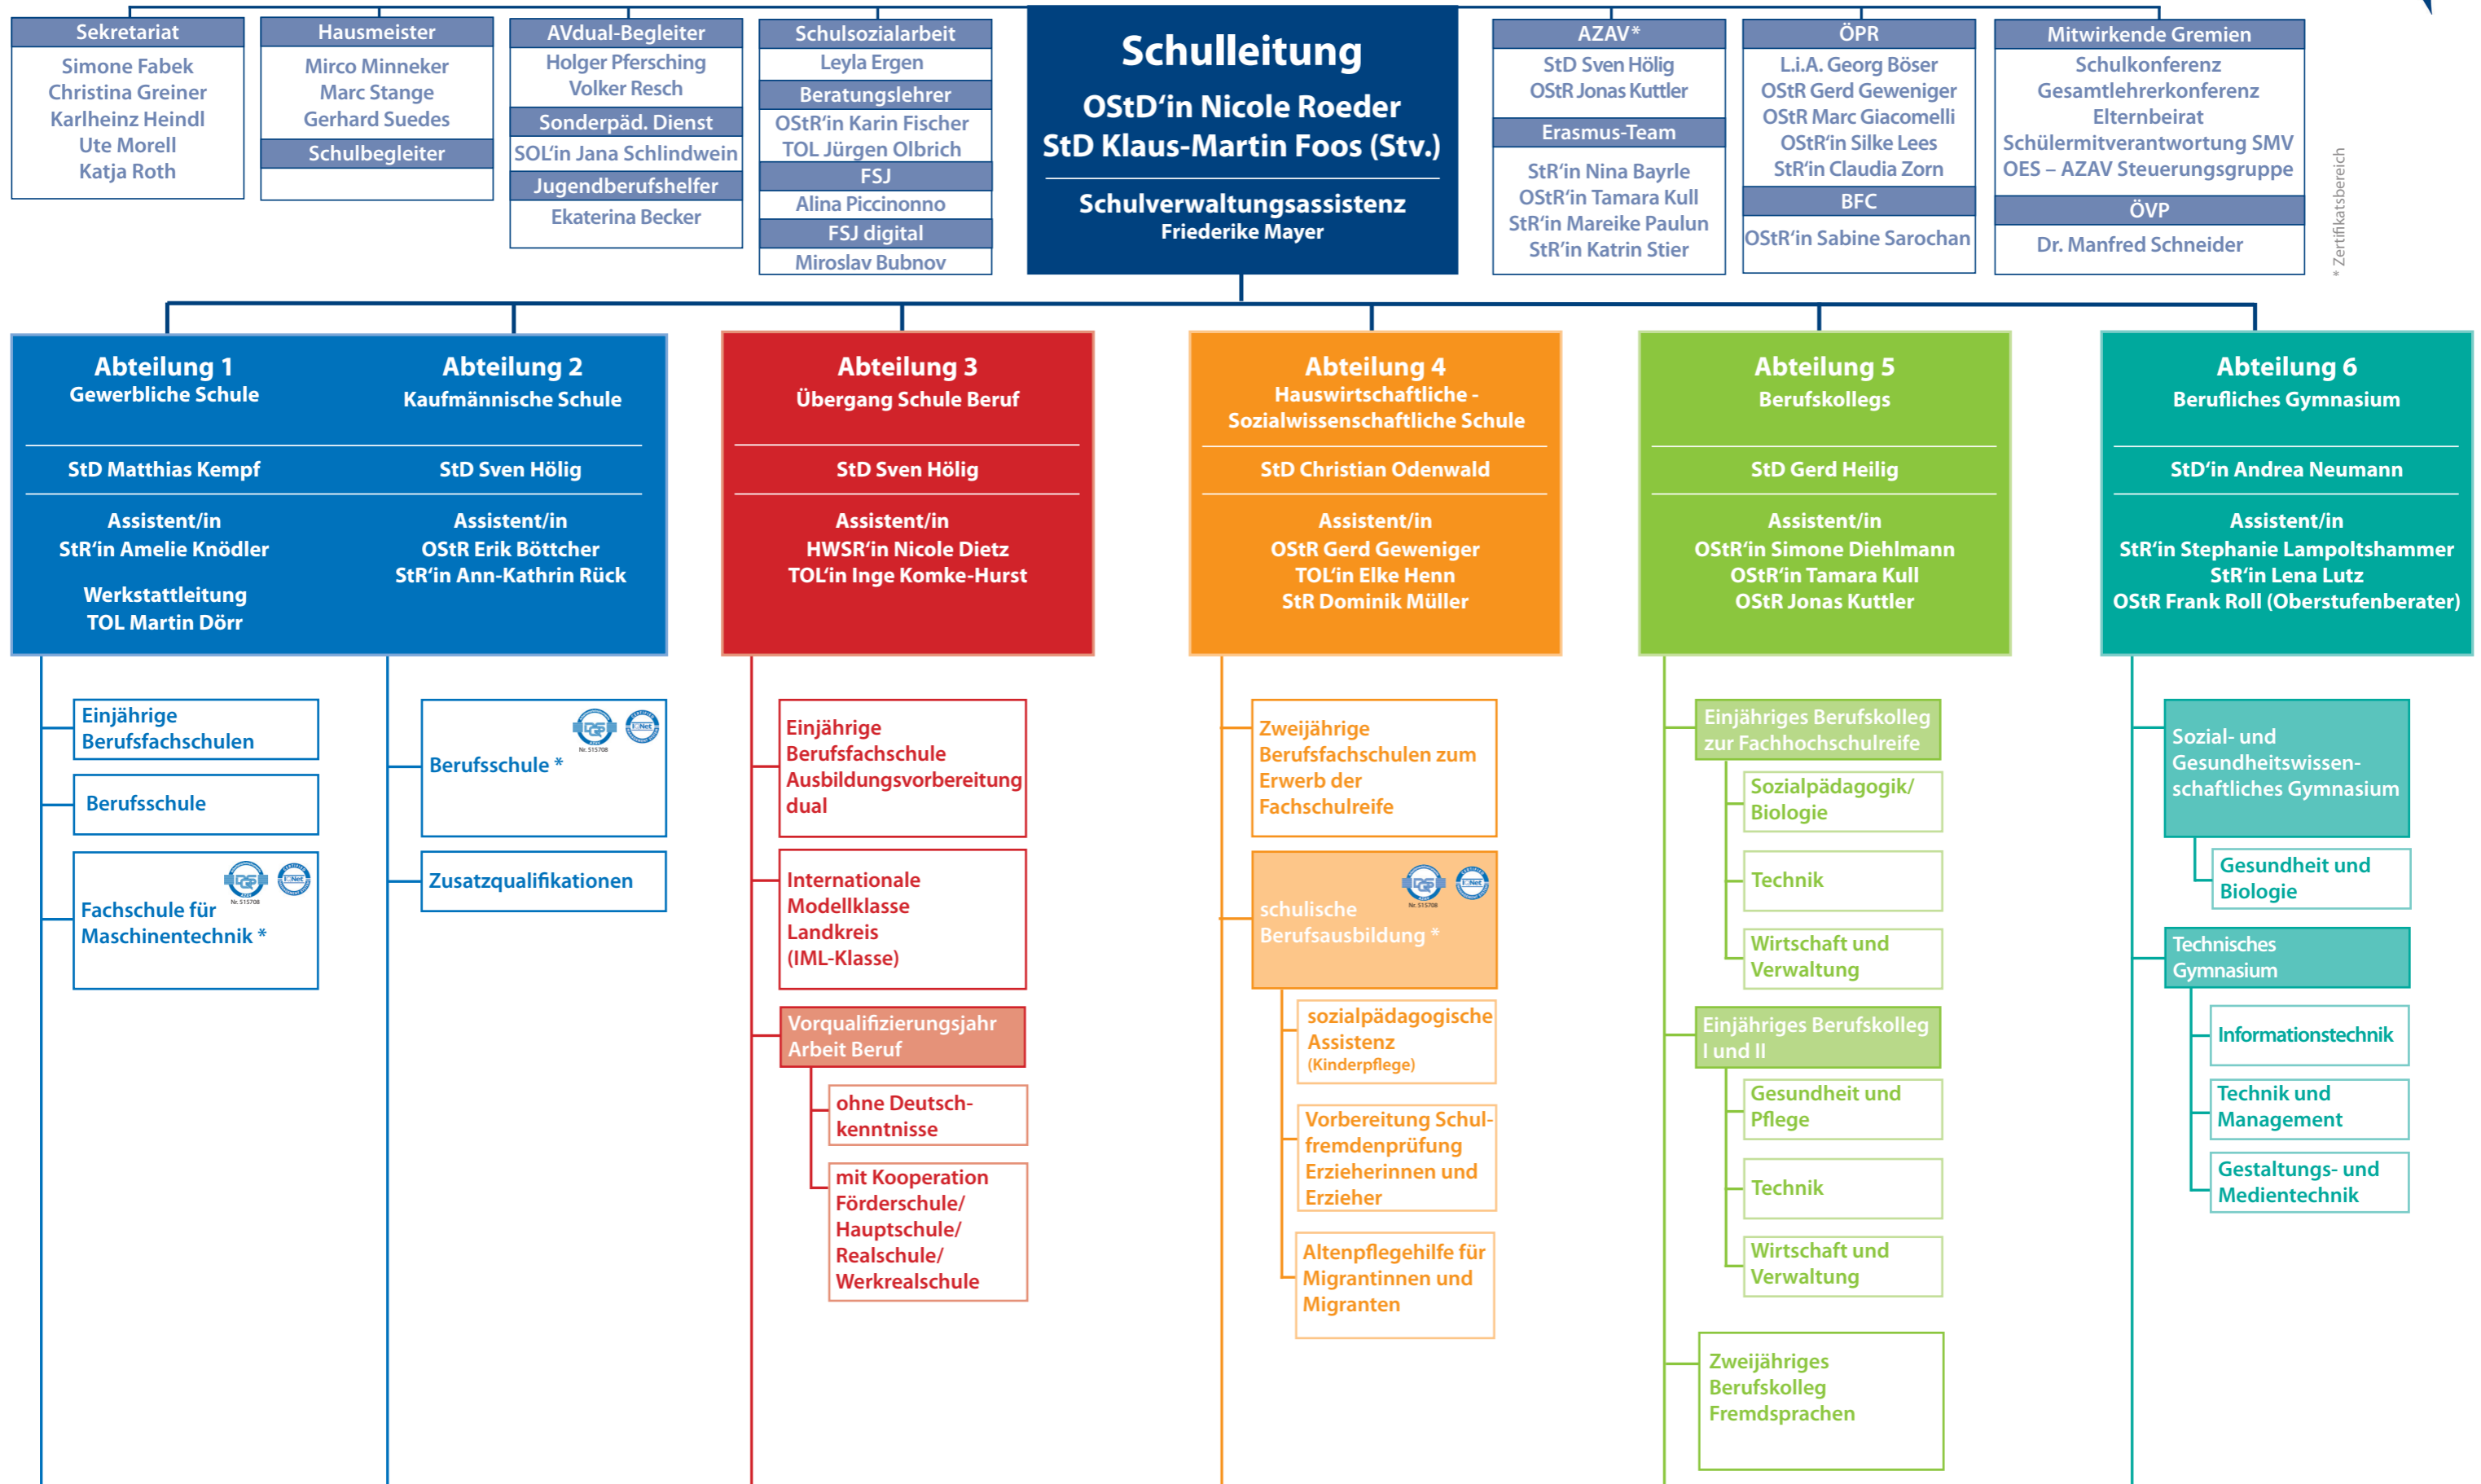 Sekretariat
Simone Fabek
Christina Greiner
Karlheinz Heindl
Ute Morell
Katja Roth
Hausmeister
Mirco Minneker
Marc Stange
Gerhard Suedes
Schulbegleiter
AVdual-Begleiter
Holger Pfersching
Volker Resch
Sonderpäd. Dienst
SOL‘in Jana Schlindwein
Jugendberufshelfer
Ekaterina Becker
Schulsozialarbeit
Leyla Ergen
Beratungslehrer
OStR‘in Karin Fischer
TOL Jürgen Olbrich
FSJ
Alina Piccinonno
FSJ digital
Miroslav Bubnov
Schulleitung
OStD‘in Nicole Roeder
StD Klaus-Martin Foos (Stv.)
Schulverwaltungsassistenz
Friederike Mayer
AZAV*
StD Sven Hölig
OStR Jonas Kuttler
Erasmus-Team
StR‘in Nina Bayrle
OStR‘in Tamara Kull
StR‘in Mareike Paulun
StR‘in Katrin Stier
ÖPR
L.i.A. Georg Böser
OStR Gerd Geweniger
OStR Marc Giacomelli
OStR‘in Silke Lees
StR‘in Claudia Zorn
BFC
OStR‘in Sabine Sarochan
Mitwirkende Gremien
Schulkonferenz
Gesamtlehrerkonferenz
Elternbeirat
Schülermitverantwortung SMV
OES – AZAV Steuerungsgruppe
ÖVP
Dr. Manfred Schneider
* Zertifikatsbereich
Abteilung 1
Gewerbliche Schule
StD Matthias Kempf
Assistent/in
StR‘in Amelie Knödler
Werkstattleitung
TOL Martin Dörr
Einjährige
Berufsfachschulen
Berufsschule
DQS
IQNet
Nr. 515708
Fachschule für
Maschinentechnik *
Abteilung 2
Kaufmännische Schule
StD Sven Hölig
Assistent/in
OStR Erik Böttcher
StR‘in Ann-Kathrin Rück
DQS
IQNet
Nr. 515708
Berufsschule *
Zusatzqualifikationen
Abteilung 3
Übergang Schule Beruf
StD Sven Hölig
Assistent/in
HWSR‘in Nicole Dietz
TOL‘in Inge Komke-Hurst
Einjährige
Berufsfachschule
Ausbildungsvorbereitung
dual
Internationale
Modellklasse
Landkreis
(IML-Klasse)
Vorqualifizierungsjahr
Arbeit Beruf
ohne Deutsch-
kenntnisse
mit Kooperation
Förderschule/
Hauptschule/
Realschule/
Werkrealschule
Abteilung 4
Hauswirtschaftliche -
Sozialwissenschaftliche Schule
StD Christian Odenwald
Assistent/in
OStR Gerd Geweniger
TOL‘in Elke Henn
StR Dominik Müller
Zweijährige
Berufsfachschulen zum
Erwerb der
Fachschulreife
DQS
IQNet
Nr. 515708
schulische
Berufsausbildung *
sozialpädagogische
Assistenz
(Kinderpflege)
Vorbereitung Schul-
fremdenprüfung
Erzieherinnen und
Erzieher
Altenpflegehilfe für
Migrantinnen und
Migranten
Abteilung 5
Berufskollegs
StD Gerd Heilig
Assistent/in
OStR‘in Simone Diehlmann
OStR‘in Tamara Kull
OStR Jonas Kuttler
Einjähriges Berufskolleg
zur Fachhochschulreife
Sozialpädagogik/
Biologie
Technik
Wirtschaft und
Verwaltung
Einjähriges Berufskolleg
I und II
Gesundheit und
Pflege
Technik
Wirtschaft und
Verwaltung
Zweijähriges
Berufskolleg
Fremdsprachen
Abteilung 6
Berufliches Gymnasium
StD‘in Andrea Neumann
Assistent/in
StR‘in Stephanie Lampoltshammer
StR‘in Lena Lutz
OStR Frank Roll (Oberstufenberater)
Sozial- und
Gesundheitswissen-
schaftliches Gymnasium
Gesundheit und
Biologie
Technisches
Gymnasium
Informationstechnik
Technik und
Management
Gestaltungs- und
Medientechnik